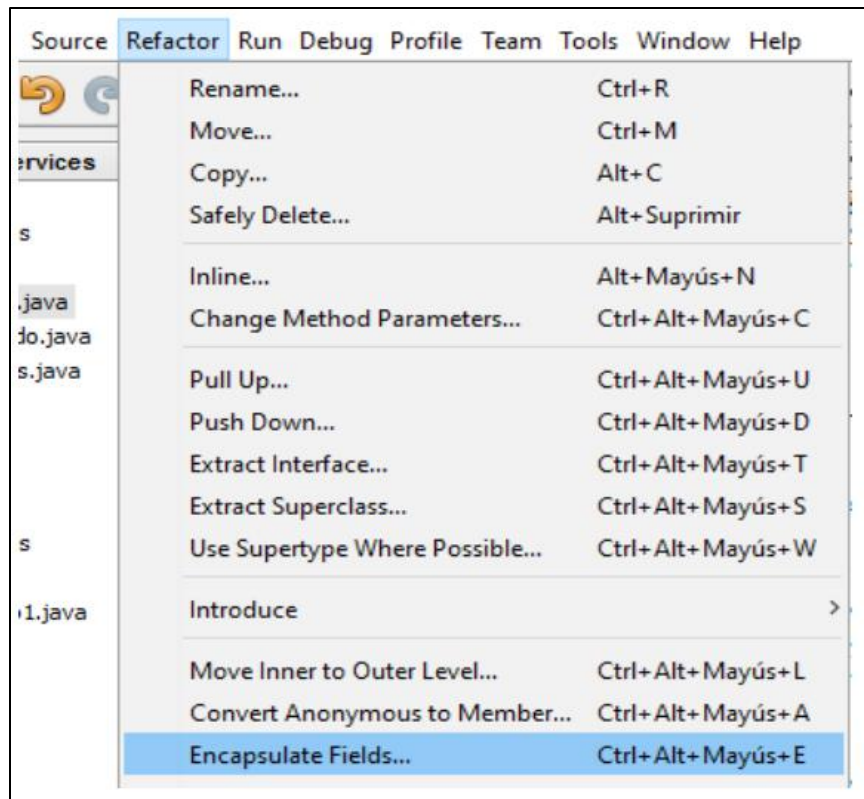 Source Refactor Run Debug Profile Team Tools Window Help
Rename... Ctrl+R
Move... Ctrl+M
ervices
Copy... Alt+C
Safely Delete... Alt+Suprimir
s
Inline... Alt+Mayús+N
.java
Change Method Parameters... Ctrl+Alt+Mayús+C
do.java
s.java
Pull Up... Ctrl+Alt+Mayús+U
Push Down... Ctrl+Alt+Mayús+D
Extract Interface... Ctrl+Alt+Mayús+T
Extract Superclass... Ctrl+Alt+Mayús+S
s
Use Supertype Where Possible... Ctrl+Alt+Mayús+W
Introduce >
1.java
Move Inner to Outer Level... Ctrl+Alt+Mayús+L
Convert Anonymous to Member... Ctrl+Alt+Mayús+A
Encapsulate Fields... Ctrl+Alt+Mayús+E